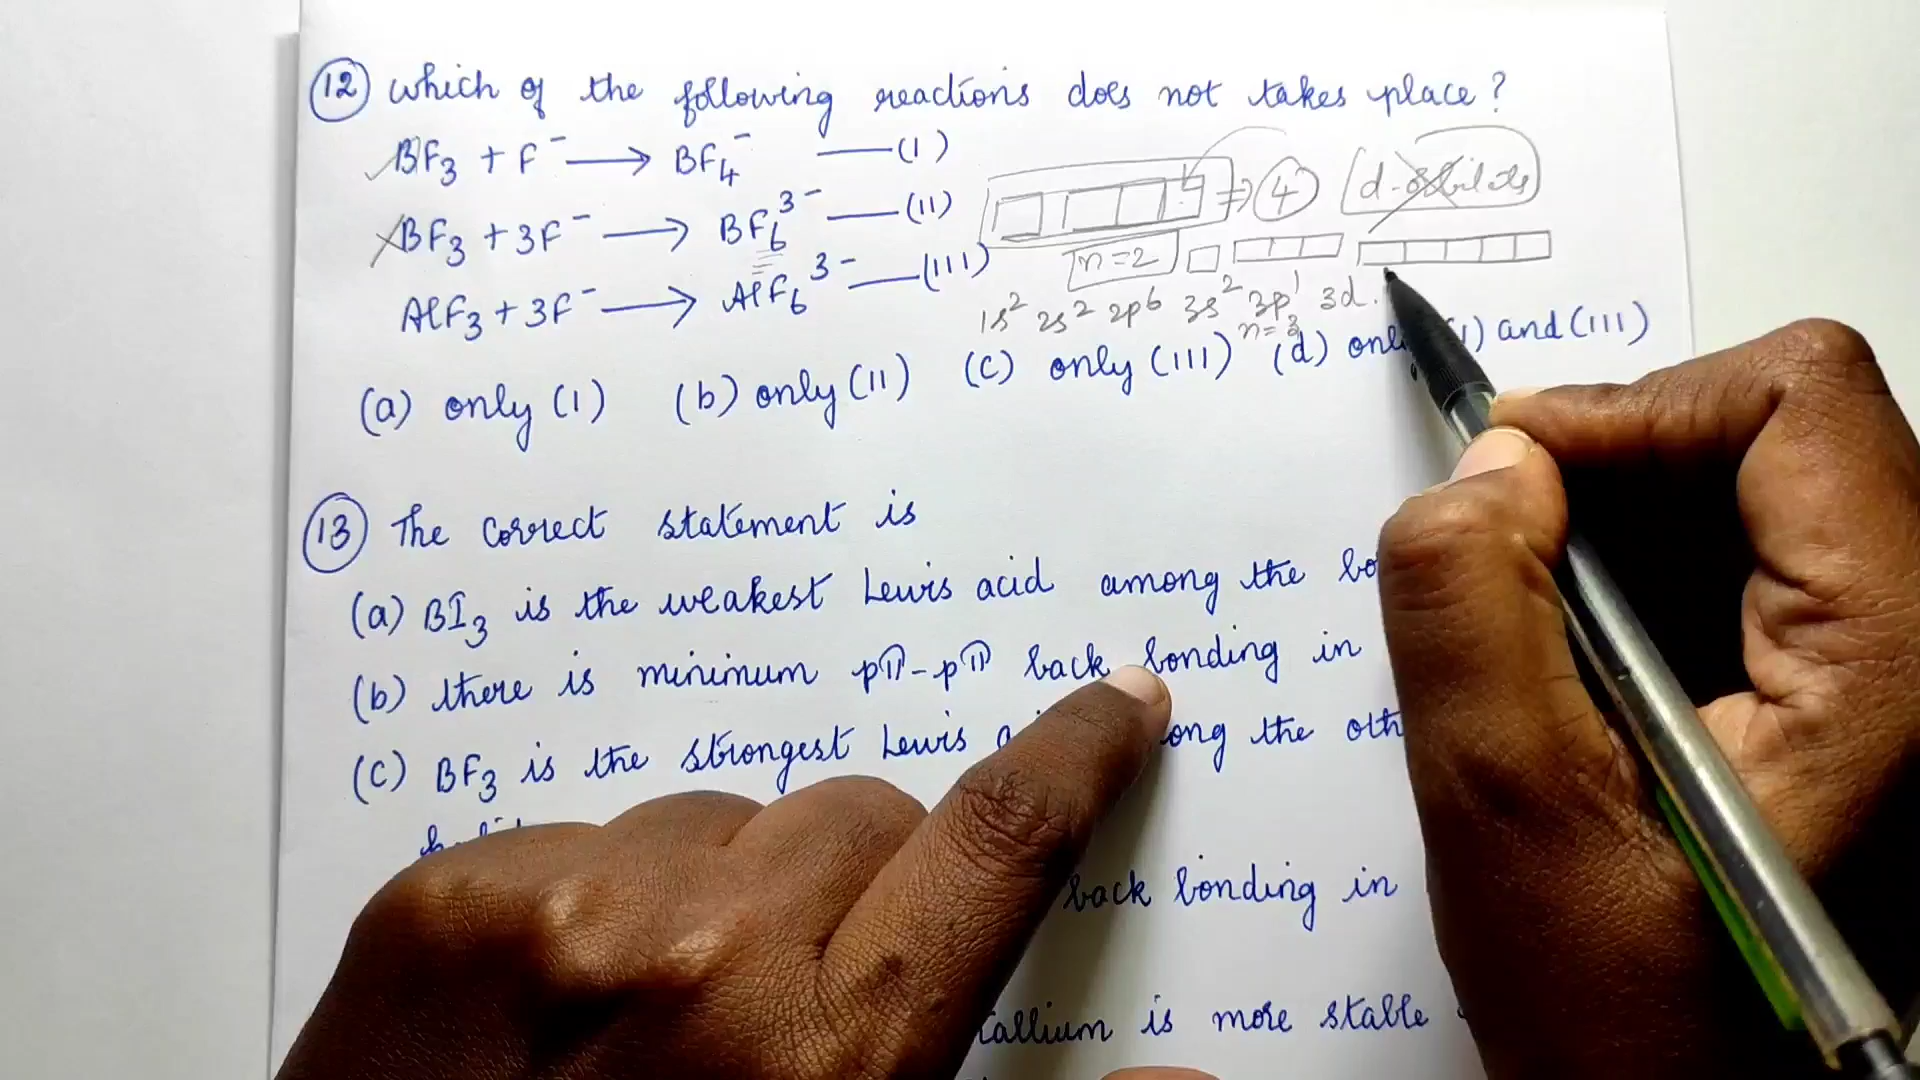 (12) which of the following reactions does not takes place?
BF₃ + F⁻ ⟶ BF₄⁻ —(I)
BF₃ + 3F⁻ ⟶ BF₆³⁻ —(II)
AlF₃ + 3F⁻ ⟶ AlF₆³⁻ —(III)
⇒ (4) d-orbitals
n=2
1s² 2s² 2p⁶ 3s² 3p¹ 3d
n=3
(a) only (I) (b) only (II) (c) only (III) (d) and (III)
(13) The correct statement is
(a) BI₃ is the weakest Lewis acid among the
(b) there is minimum pπ-pπ back bonding in
(c) BF₃ is the strongest Lewis the
back bonding in
is more stable